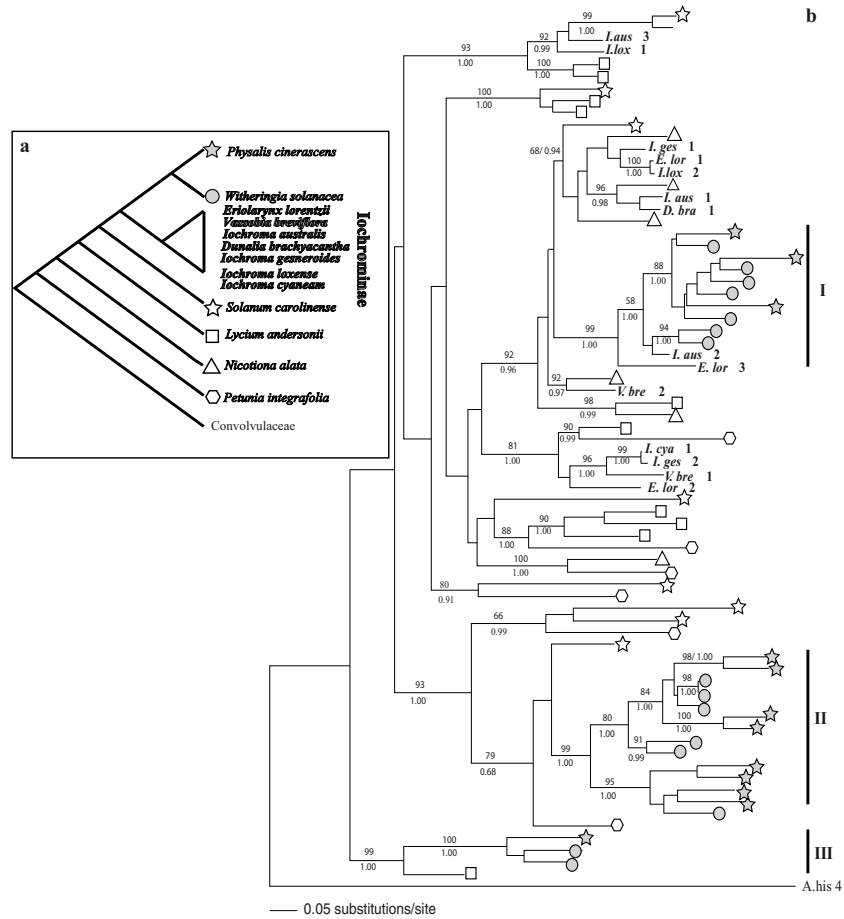 a
Physalis cinerascens
Witheringia solanacea
Eriolarynx lorentzii
Vassobia breviflora
Iochroma australis
Dunalia brachyacantha
Iochroma gesneroides
Iochroma loxense
Iochroma cyaneam
Iochrominae
Solanum carolinense
Lycium andersonii
Nicotiona alata
Petunia integrafolia
Convolvulaceae
b
99
1.00
92
0.99
I.aus 3
I.lox 1
93
1.00
100
1.00
100
1.00
68/ 0.94
I. ges 1
100
1.00
E. lor 1
I.lox 2
96
0.98
I. aus 1
D. bra 1
88
1.00
58
1.00
94
1.00
99
1.00
I. aus 2
E. lor 3
I
92
0.96
92
0.97
V. bre 2
98
0.99
90
0.99
81
1.00
99
1.00
I. cya 1
I. ges 2
96
1.00
V. bre 1
E. lor 2
90
1.00
88
1.00
100
1.00
80
0.91
66
0.99
93
1.00
98/ 1.00
98
1.00
84
1.00
100
1.00
80
1.00
91
0.99
79
0.68
99
1.00
95
1.00
II
100
1.00
99
1.00
III
A.his 4
0.05 substitutions/site